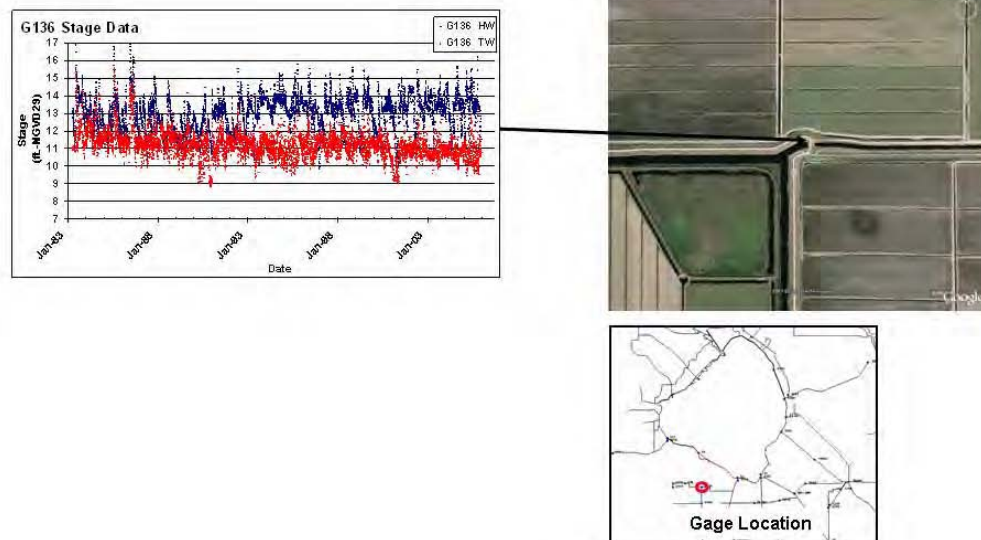 G136 Stage Data
G136 HW
G136 TW
17
16
15
14
13
12
11
10
9
8
7
Stage
(ft.-NGVD29)
Jan-83
Jan-88
Jan-93
Jan-98
Jan-03
Date
Google
Gage Location